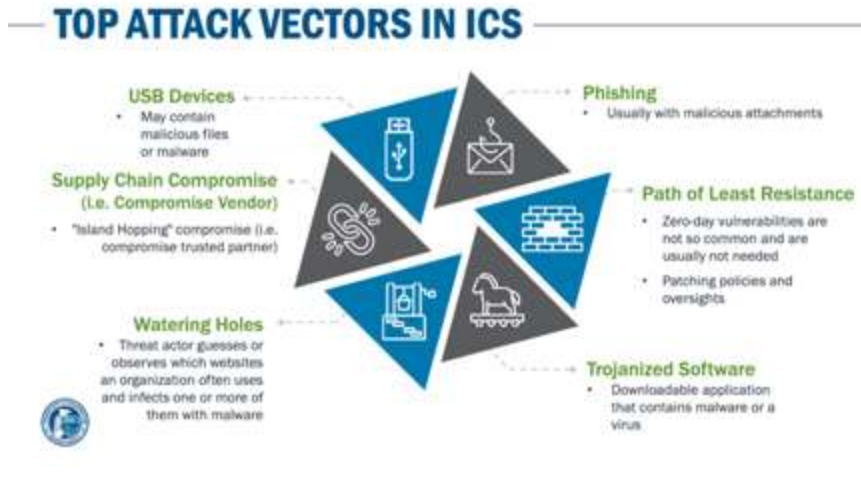 TOP ATTACK VECTORS IN ICS
USB Devices
• May contain
malicious files
or malware
Supply Chain Compromise
(i.e. Compromise Vendor)
• "Island Hopping" compromise (i.e.
compromise trusted partner)
Watering Holes
• Threat actor guesses or
observes which websites
an organization often uses
and infects one or more of
them with malware
Phishing
• Usually with malicious attachments
Path of Least Resistance
• Zero-day vulnerabilities are
not so common and are
usually not needed
• Patching policies and
oversights
Trojanized Software
• Downloadable application
that contains malware or a
virus